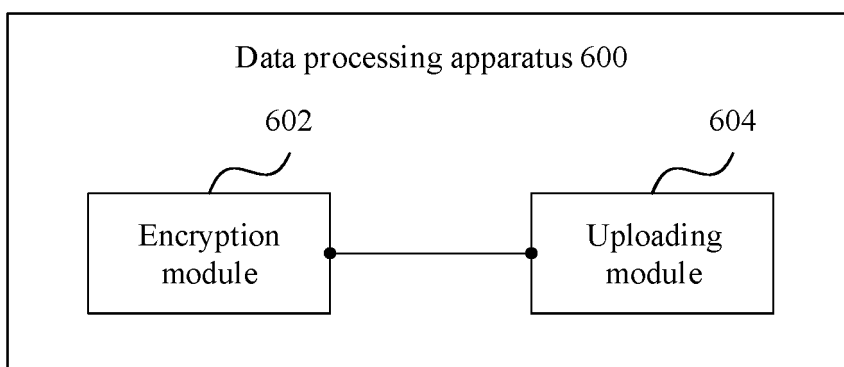 Data processing apparatus 600
602
604
Encryption
module
Uploading
module